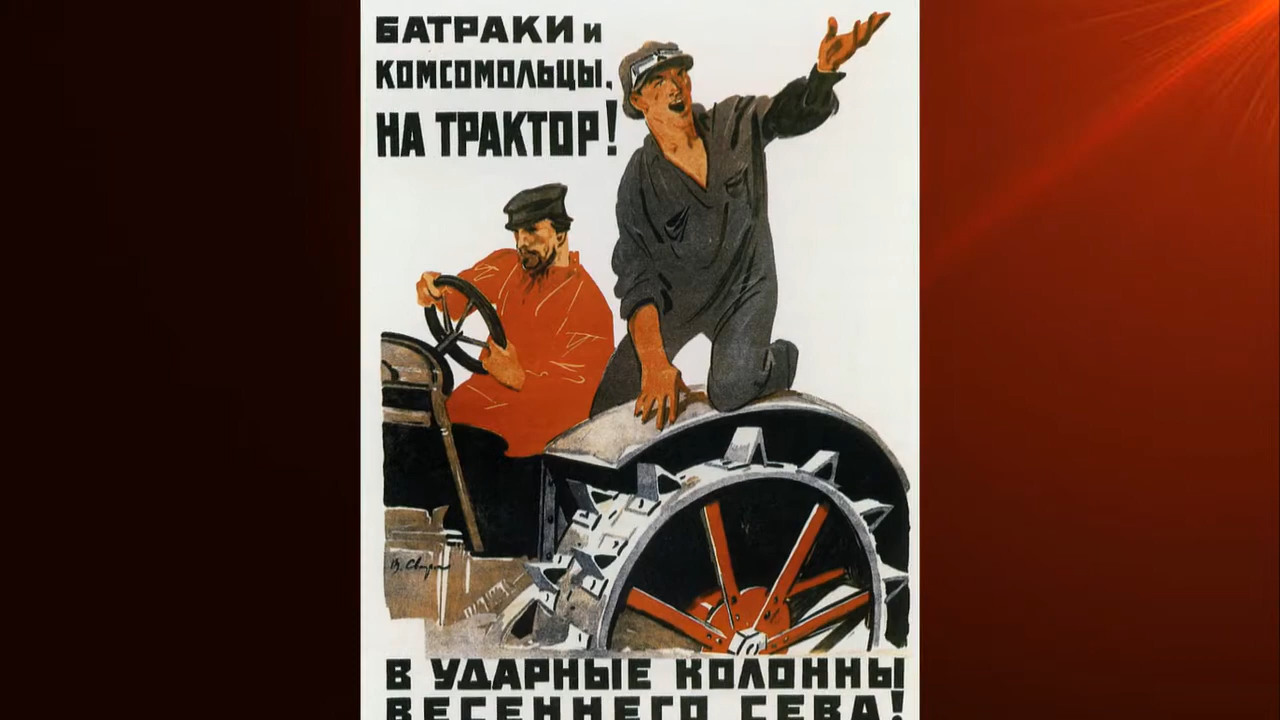 БАТРАКИ и
КОМСОМОЛЬЦЫ,
НА ТРАКТОР!
В УДАРНЫЕ КОЛОННЫ
ВЕСЕННЕГО СЕВА!